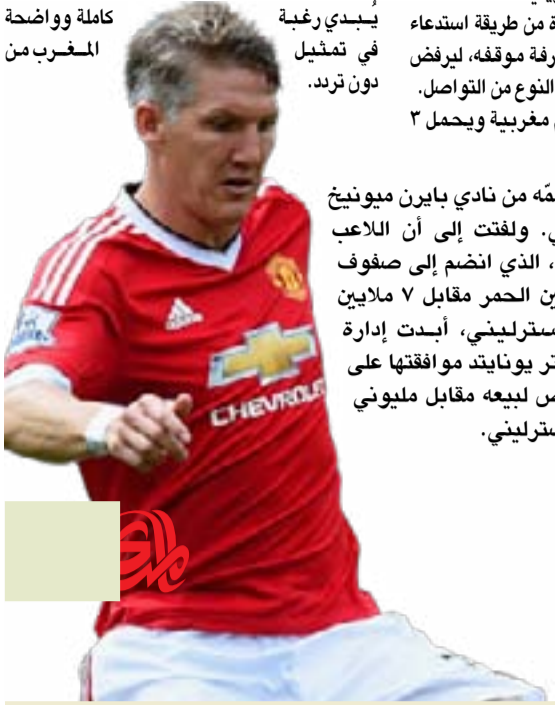 من طريقة استدعاء
رفة موقفه، ليرفض
النوع من التواصل.
مغربية ويحمل ٣
يُبدي رغبة كاملة وواضحة
في تمثيل المغرب من
دون تردد.
مّه من نادي بايرن ميونيخ
ي. ولفتت إلى أن اللاعب
، الذي انضم إلى صفوف
ين الحمر مقابل ٧ ملايين
سترليني، أبدت إدارة
تر يونايتد موافقتها على
ص لبيعه مقابل مليوني
سترليني.
adidas
CHEVROLET